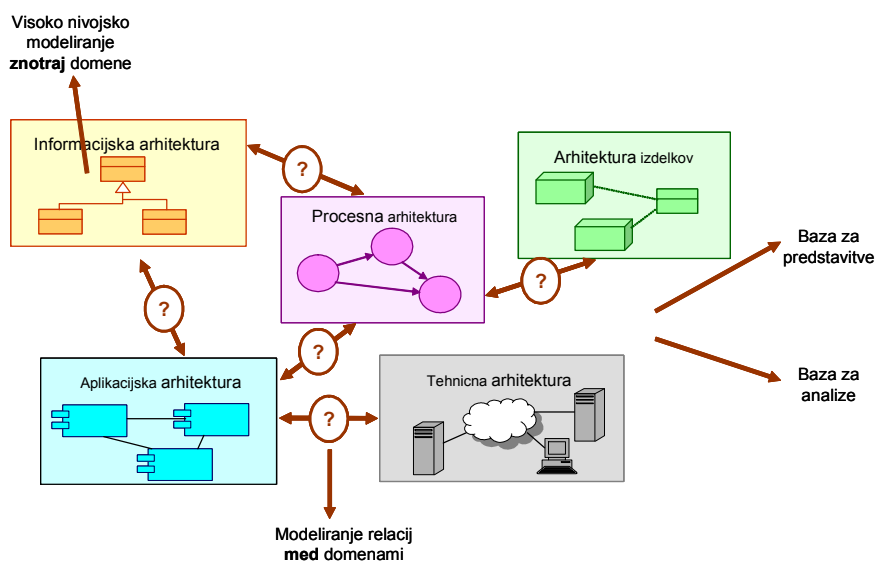 Visoko nivojsko
modeliranje
znotraj domene
Informacijska arhitektura
?
Arhitektura izdelkov
Procesna arhitektura
Baza za
predstavitve
?
?
?
Aplikacijska arhitektura
Tehnicna arhitektura
Baza za
analize
?
Modeliranje relacij
med domenami